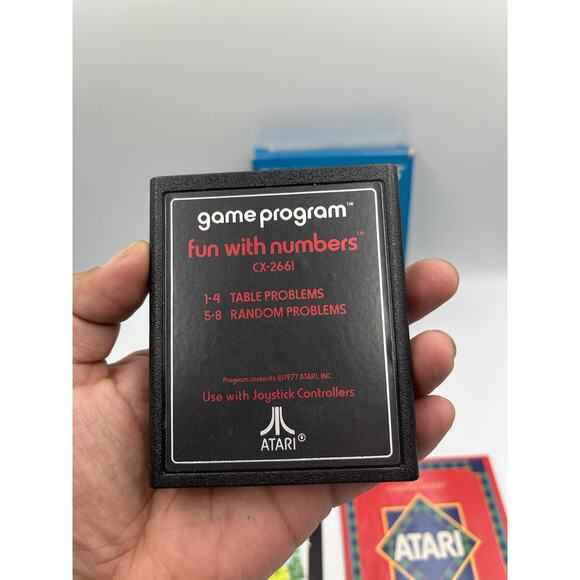 game program™
fun with numbers™
CX-2661
1-4 TABLE PROBLEMS
5-8 RANDOM PROBLEMS
Program contents ©1977 ATARI, INC.
Use with Joystick Controllers
ATARI®
ATARI